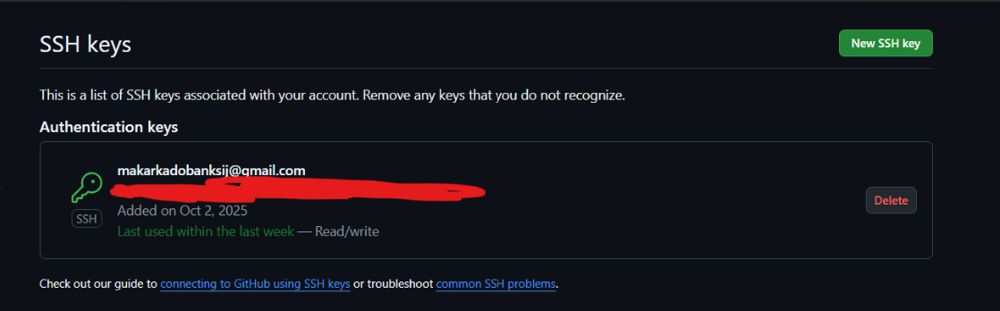 SSH keys
New SSH key
This is a list of SSH keys associated with your account. Remove any keys that you do not recognize.
Authentication keys
makarkadobanksij@gmail.com
Added on Oct 2, 2025
SSH
Last used within the last week — Read/write
Delete
Check out our guide to connecting to GitHub using SSH keys or troubleshoot common SSH problems.